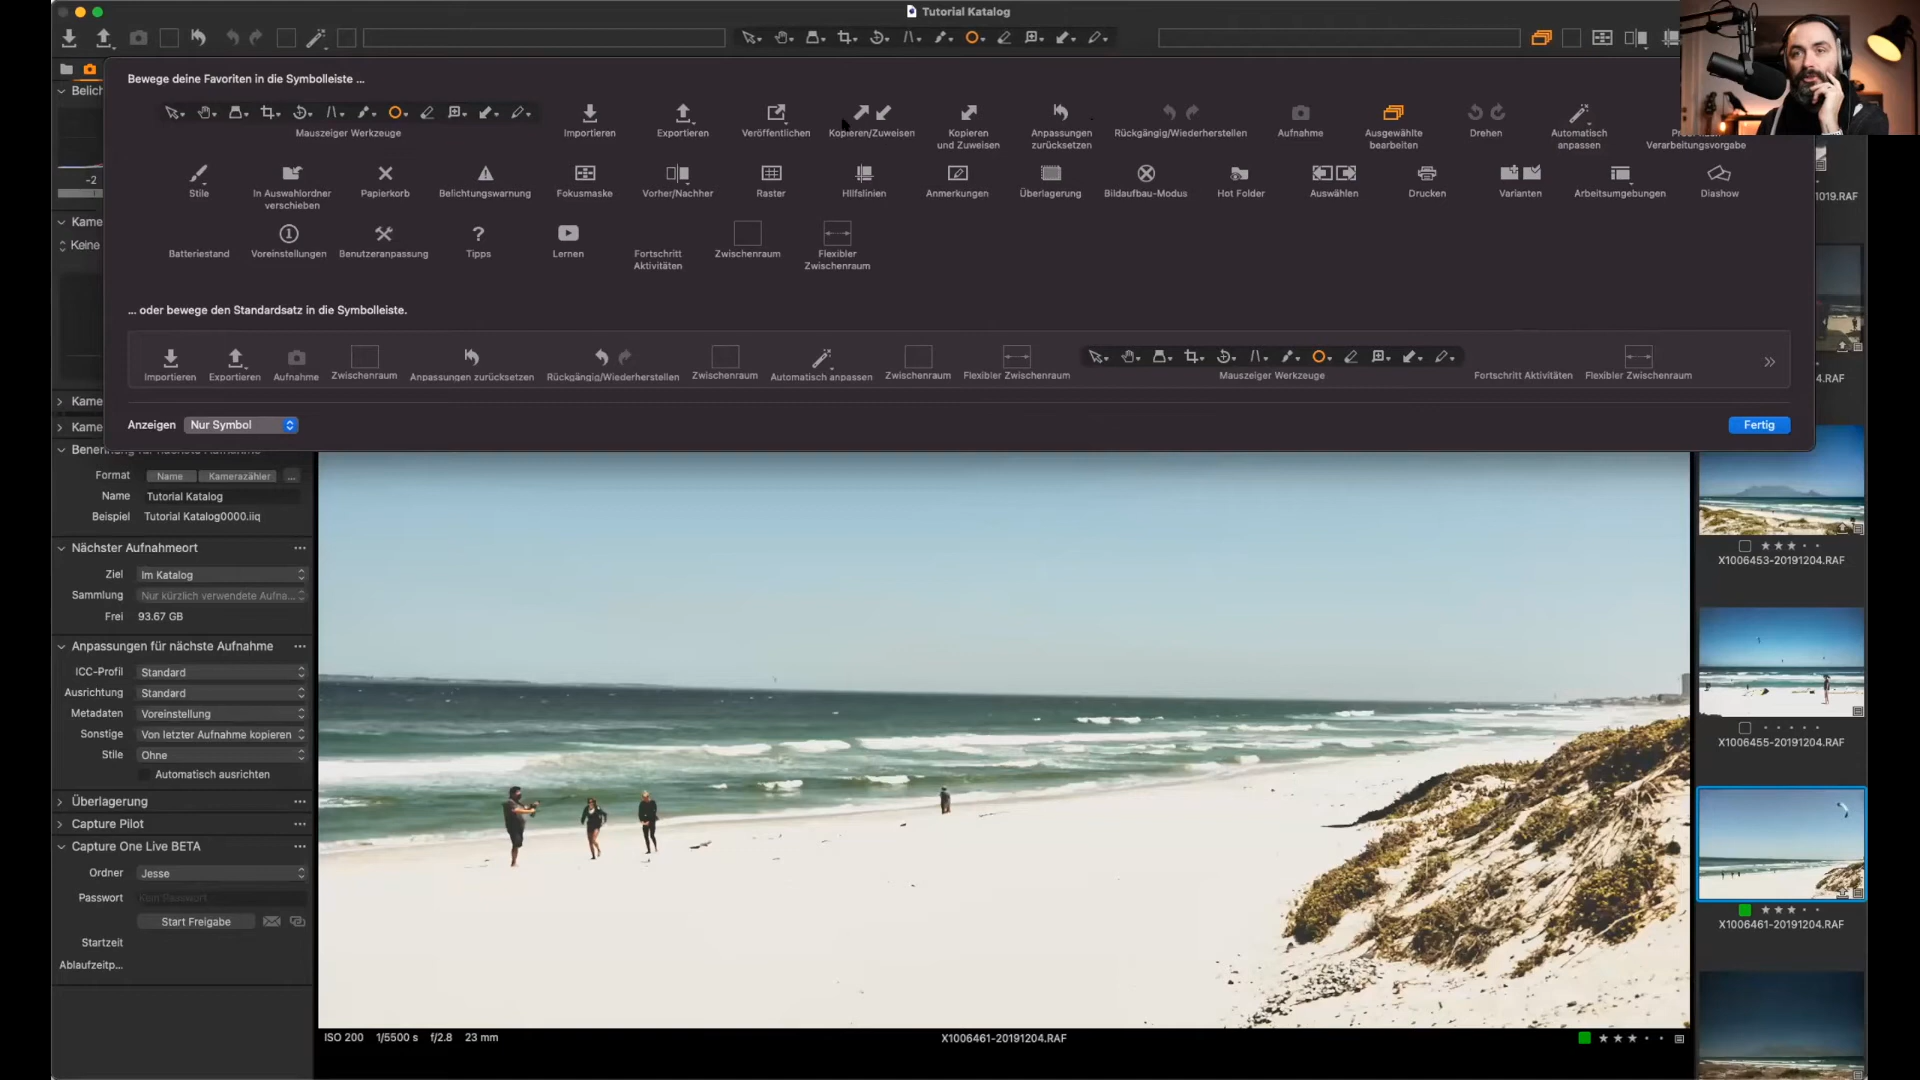 Tutorial Katalog
Bewege deine Favoriten in die Symbolleiste ...
Mauszeiger Werkzeuge
Importieren
Exportieren
Veröffentlichen
Kopieren/Zuweisen
Kopieren
und Zuweisen
Anpassungen
zurücksetzen
Rückgängig/Wiederherstellen
Aufnahme
Ausgewählte
bearbeiten
Drehen
Automatisch
anpassen
Verarbeitungsvorgabe
Stile
In Auswahlordner
verschieben
Papierkorb
Belichtungswarnung
Fokusmaske
Vorher/Nachher
Raster
Hilfslinien
Anmerkungen
Überlagerung
Bildaufbau-Modus
Hot Folder
Auswählen
Drucken
Varianten
Arbeitsumgebungen
Diashow
Batteriestand
Voreinstellungen
Benutzeranpassung
Tipps
Lernen
Fortschritt
Aktivitäten
Zwischenraum
Flexibler
Zwischenraum
... oder bewege den Standardsatz in die Symbolleiste.
Importieren
Exportieren
Aufnahme
Zwischenraum
Anpassungen zurücksetzen
Rückgängig/Wiederherstellen
Zwischenraum
Automatisch anpassen
Zwischenraum
Flexibler Zwischenraum
Mauszeiger Werkzeuge
Fortschritt Aktivitäten
Flexibler Zwischenraum
Anzeigen Nur Symbol
Fertig
Belich
-2
Kame
Keine
Kame
Kame
Format Name Kamerazähler ...
Name Tutorial Katalog
Beispiel Tutorial Katalog0000.iiq
Nächster Aufnahmeort
Ziel Im Katalog
Sammlung Nur kürzlich verwendete Aufna...
Frei 93.67 GB
Anpassungen für nächste Aufnahme
ICC-Profil Standard
Ausrichtung Standard
Metadaten Voreinstellung
Sonstige Von letzter Aufnahme kopieren
Stile Ohne
Automatisch ausrichten
Überlagerung
Capture Pilot
Capture One Live BETA
Ordner Jesse
Passwort Kein Passwort
Start Freigabe
Startzeit
Ablaufzeitp...
ISO 200 1/5500 s f/2.8 23 mm
X1006461-20191204.RAF
1019.RAF
4.RAF
X1006453-20191204.RAF
X1006455-20191204.RAF
X1006461-20191204.RAF